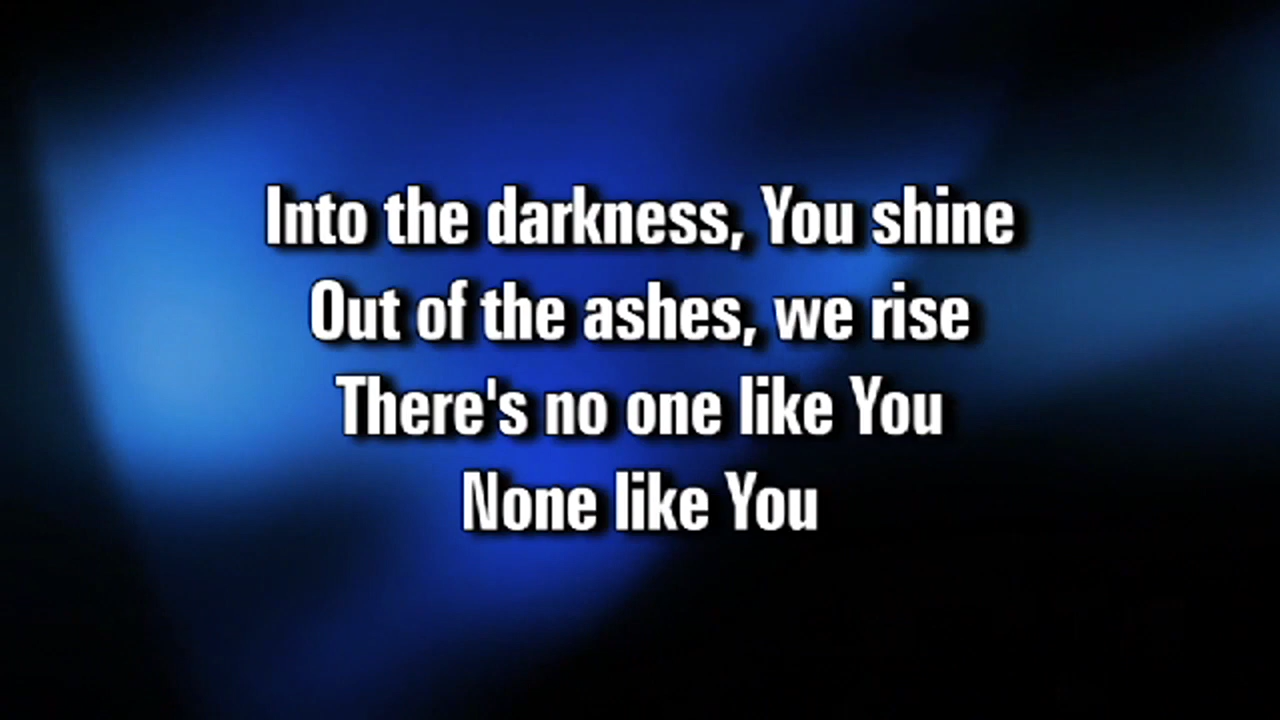 Into the darkness, You shine
Out of the ashes, we rise
There's no one like You
None like You